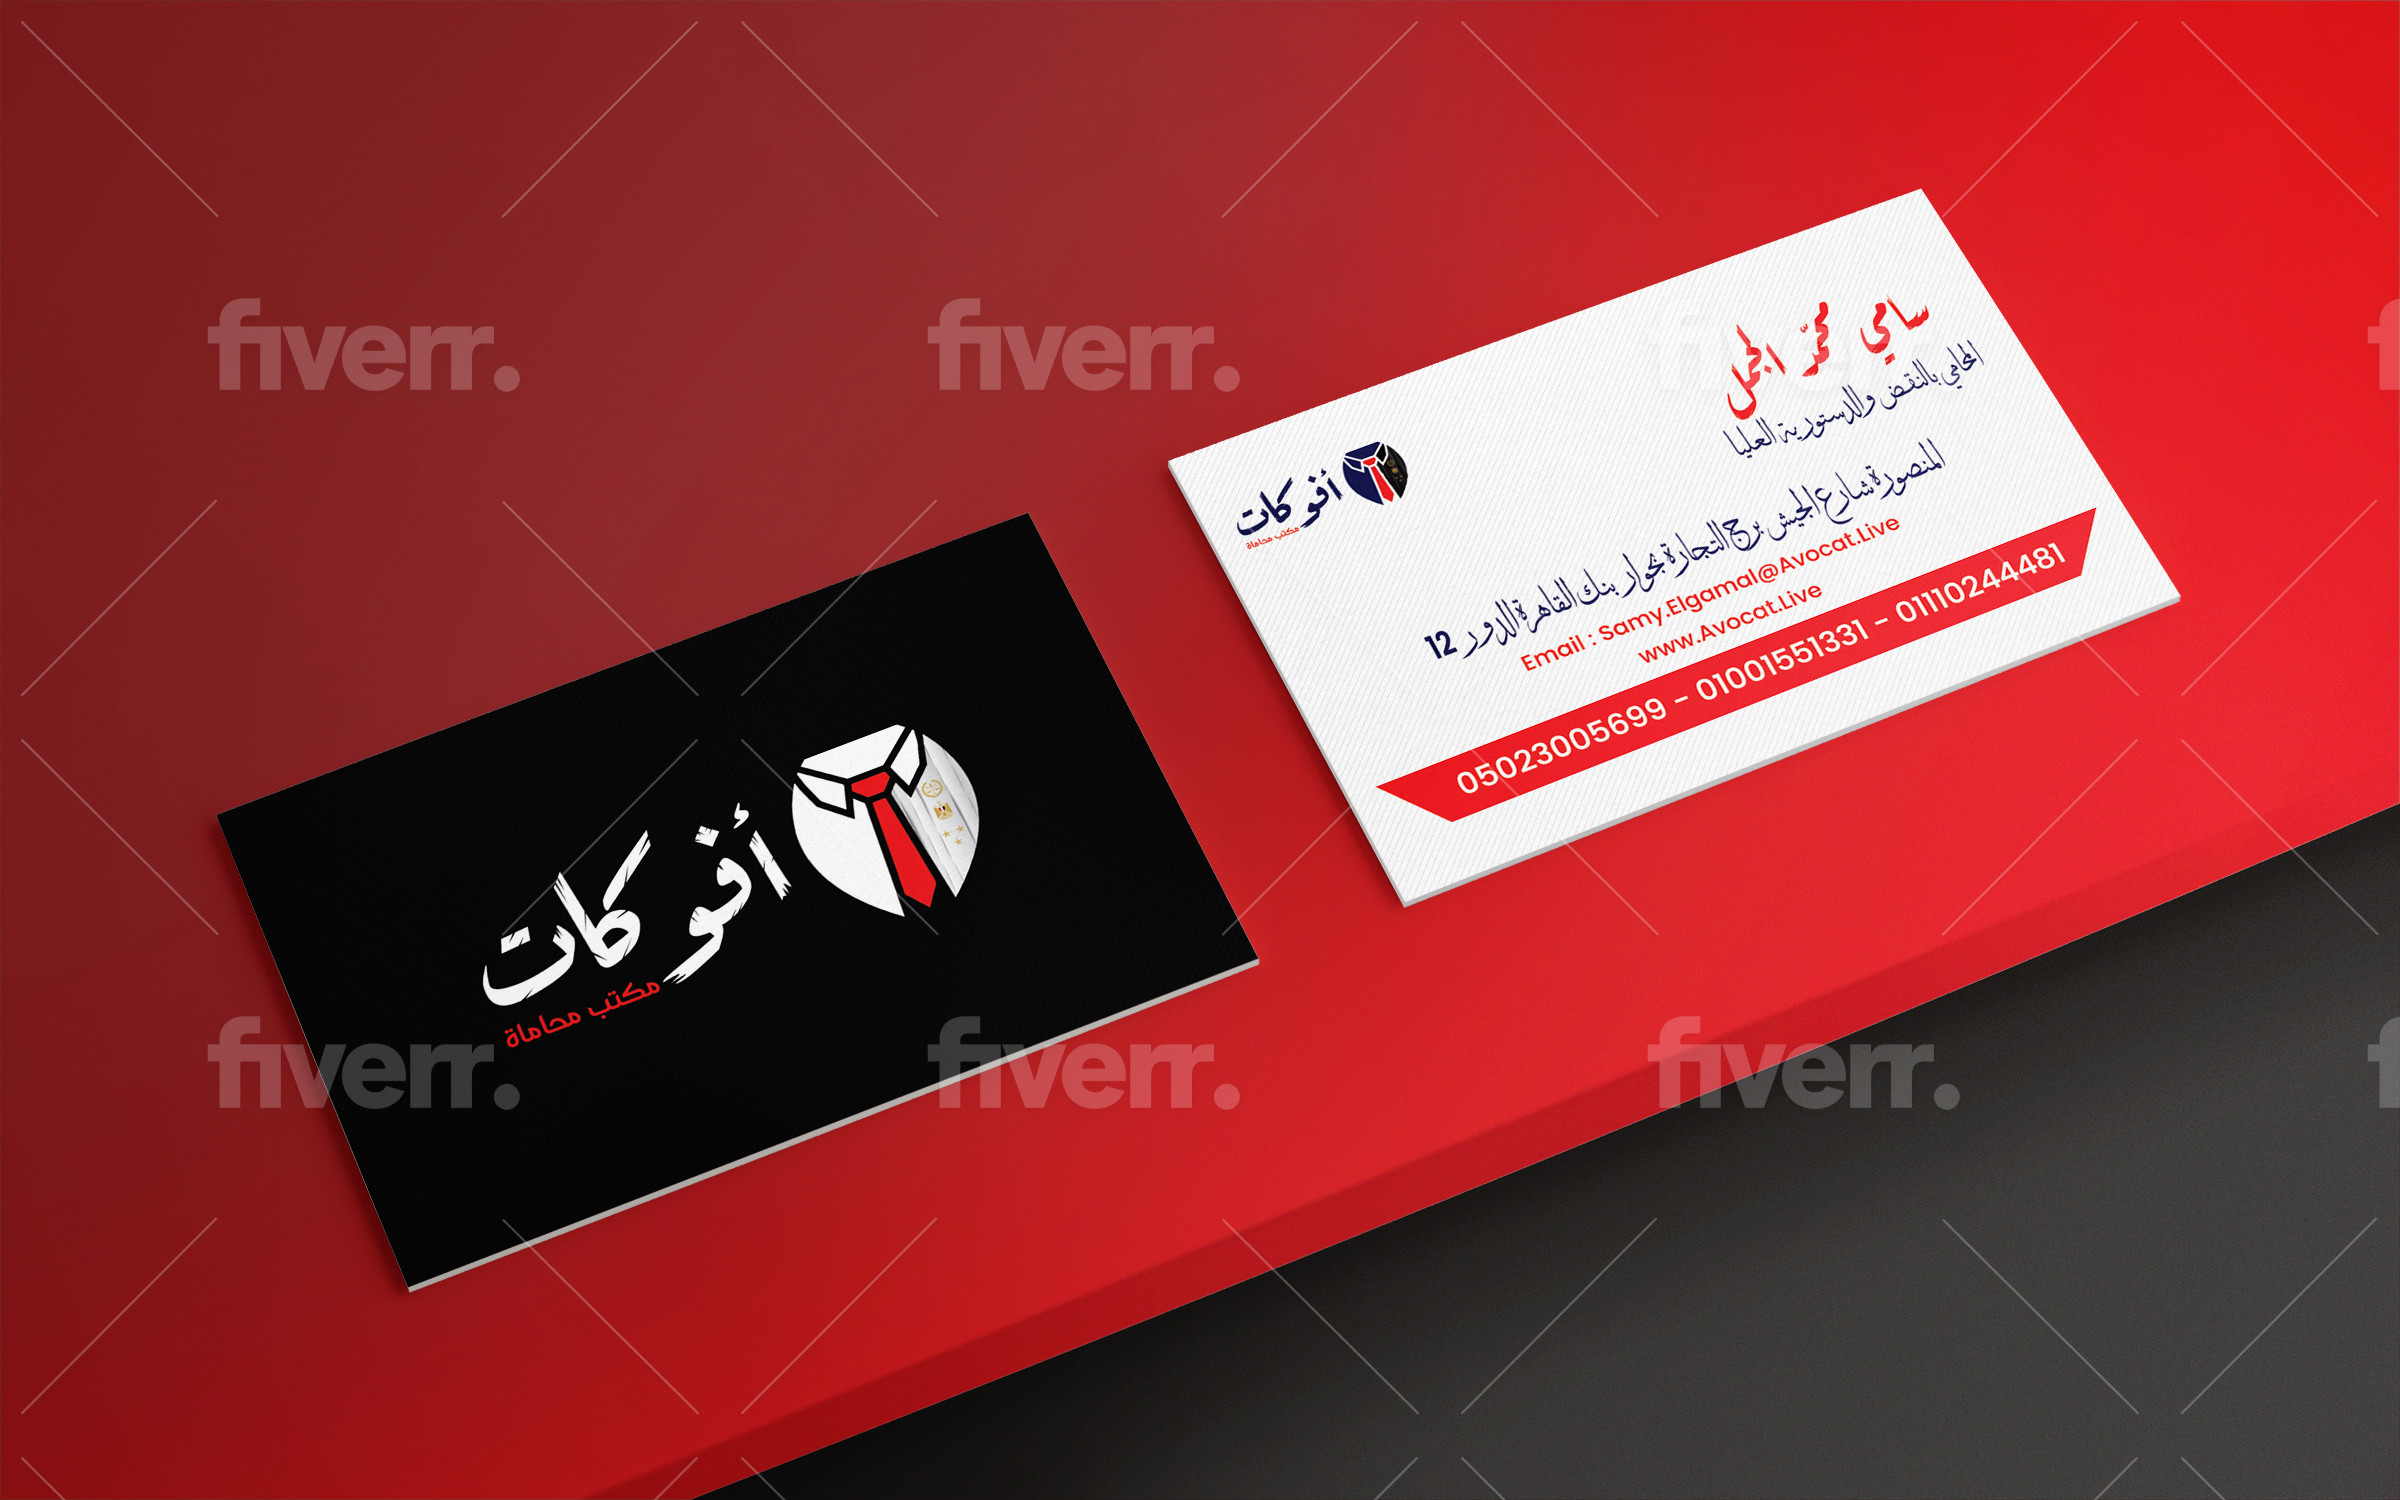 أفوكات
مكتب محاماة
سامي محمد الجمل
المحامي بالنقض والدستورية العليا
المنصورة شارع الجيش برج التجارة بجوار بنك القاهرة الدور 12
Email : Samy.Elgamal@Avocat.Live
www.Avocat.Live
05023005699 - 01001551331 - 01110244481
أفوكات
مكتب محاماة
fiverr.
fiverr.
fiverr.
fiverr.
fiverr.
fiverr.